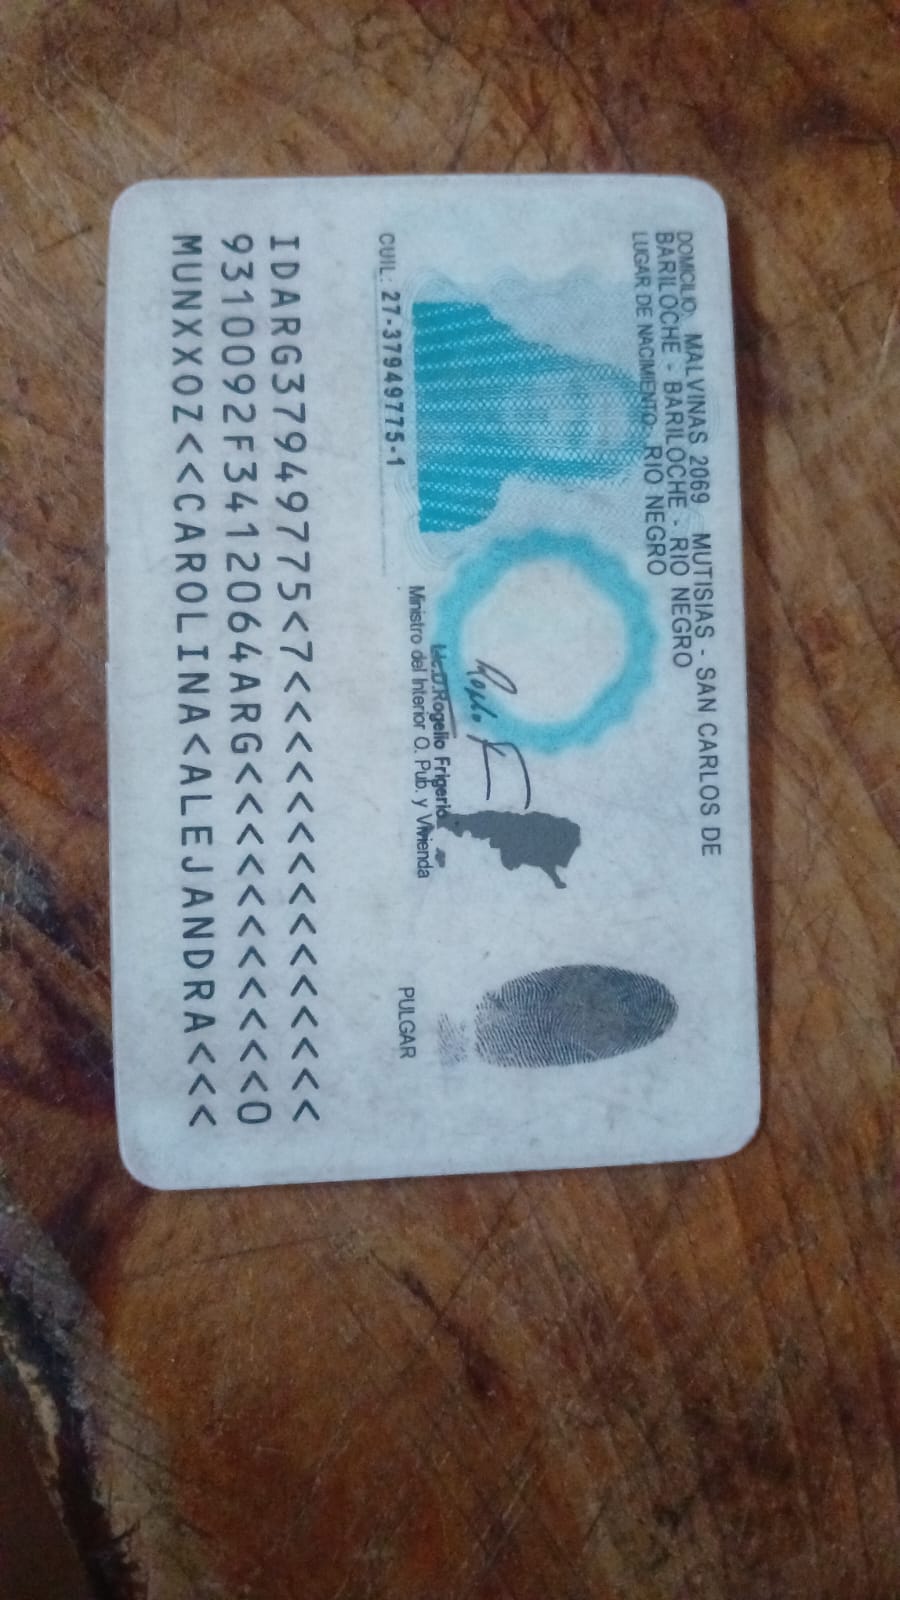 DOMICILIO: MALVINAS 2069 MUTISIAS - SAN CARLOS DE
BARILOCHE - BARILOCHE - RIO NEGRO
LUGAR DE NACIMIENTO: RIO NEGRO
CUIL: 27-37949775-1
Lic. D. Rogelio Frigerio
Ministro del Interior O. Pub. y Vivienda
PULGAR
IDARG37949775<7<<<<<<<<<<<<<<<
9310092F3412064ARG<<<<<<<<<<<0
MUNXXOZ<<CAROLINA<ALEJANDRA<<<